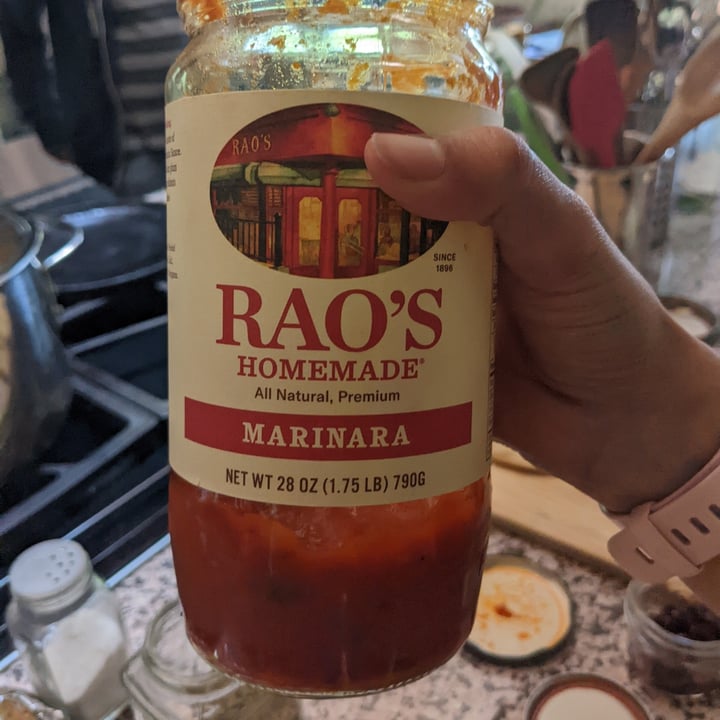 RAO'S
SINCE
1896
RAO'S
HOMEMADE®
All Natural, Premium
MARINARA
NET WT 28 OZ (1.75 LB) 790G